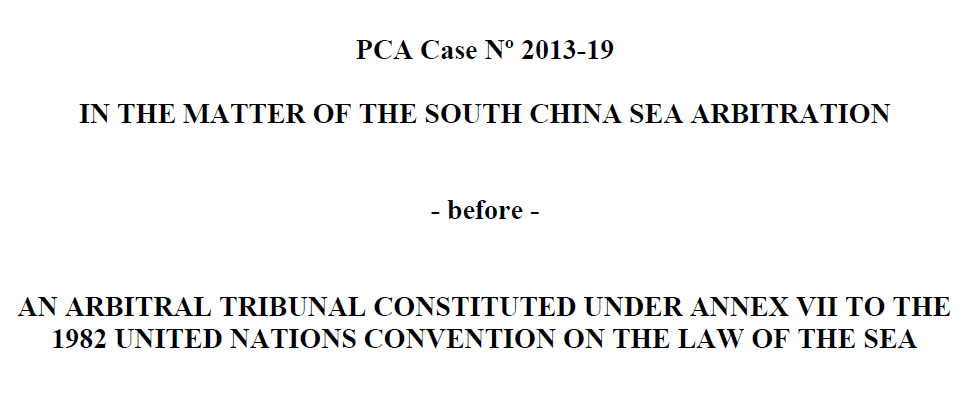 PCA Case Nº 2013-19
IN THE MATTER OF THE SOUTH CHINA SEA ARBITRATION
- before -
AN ARBITRAL TRIBUNAL CONSTITUTED UNDER ANNEX VII TO THE
1982 UNITED NATIONS CONVENTION ON THE LAW OF THE SEA